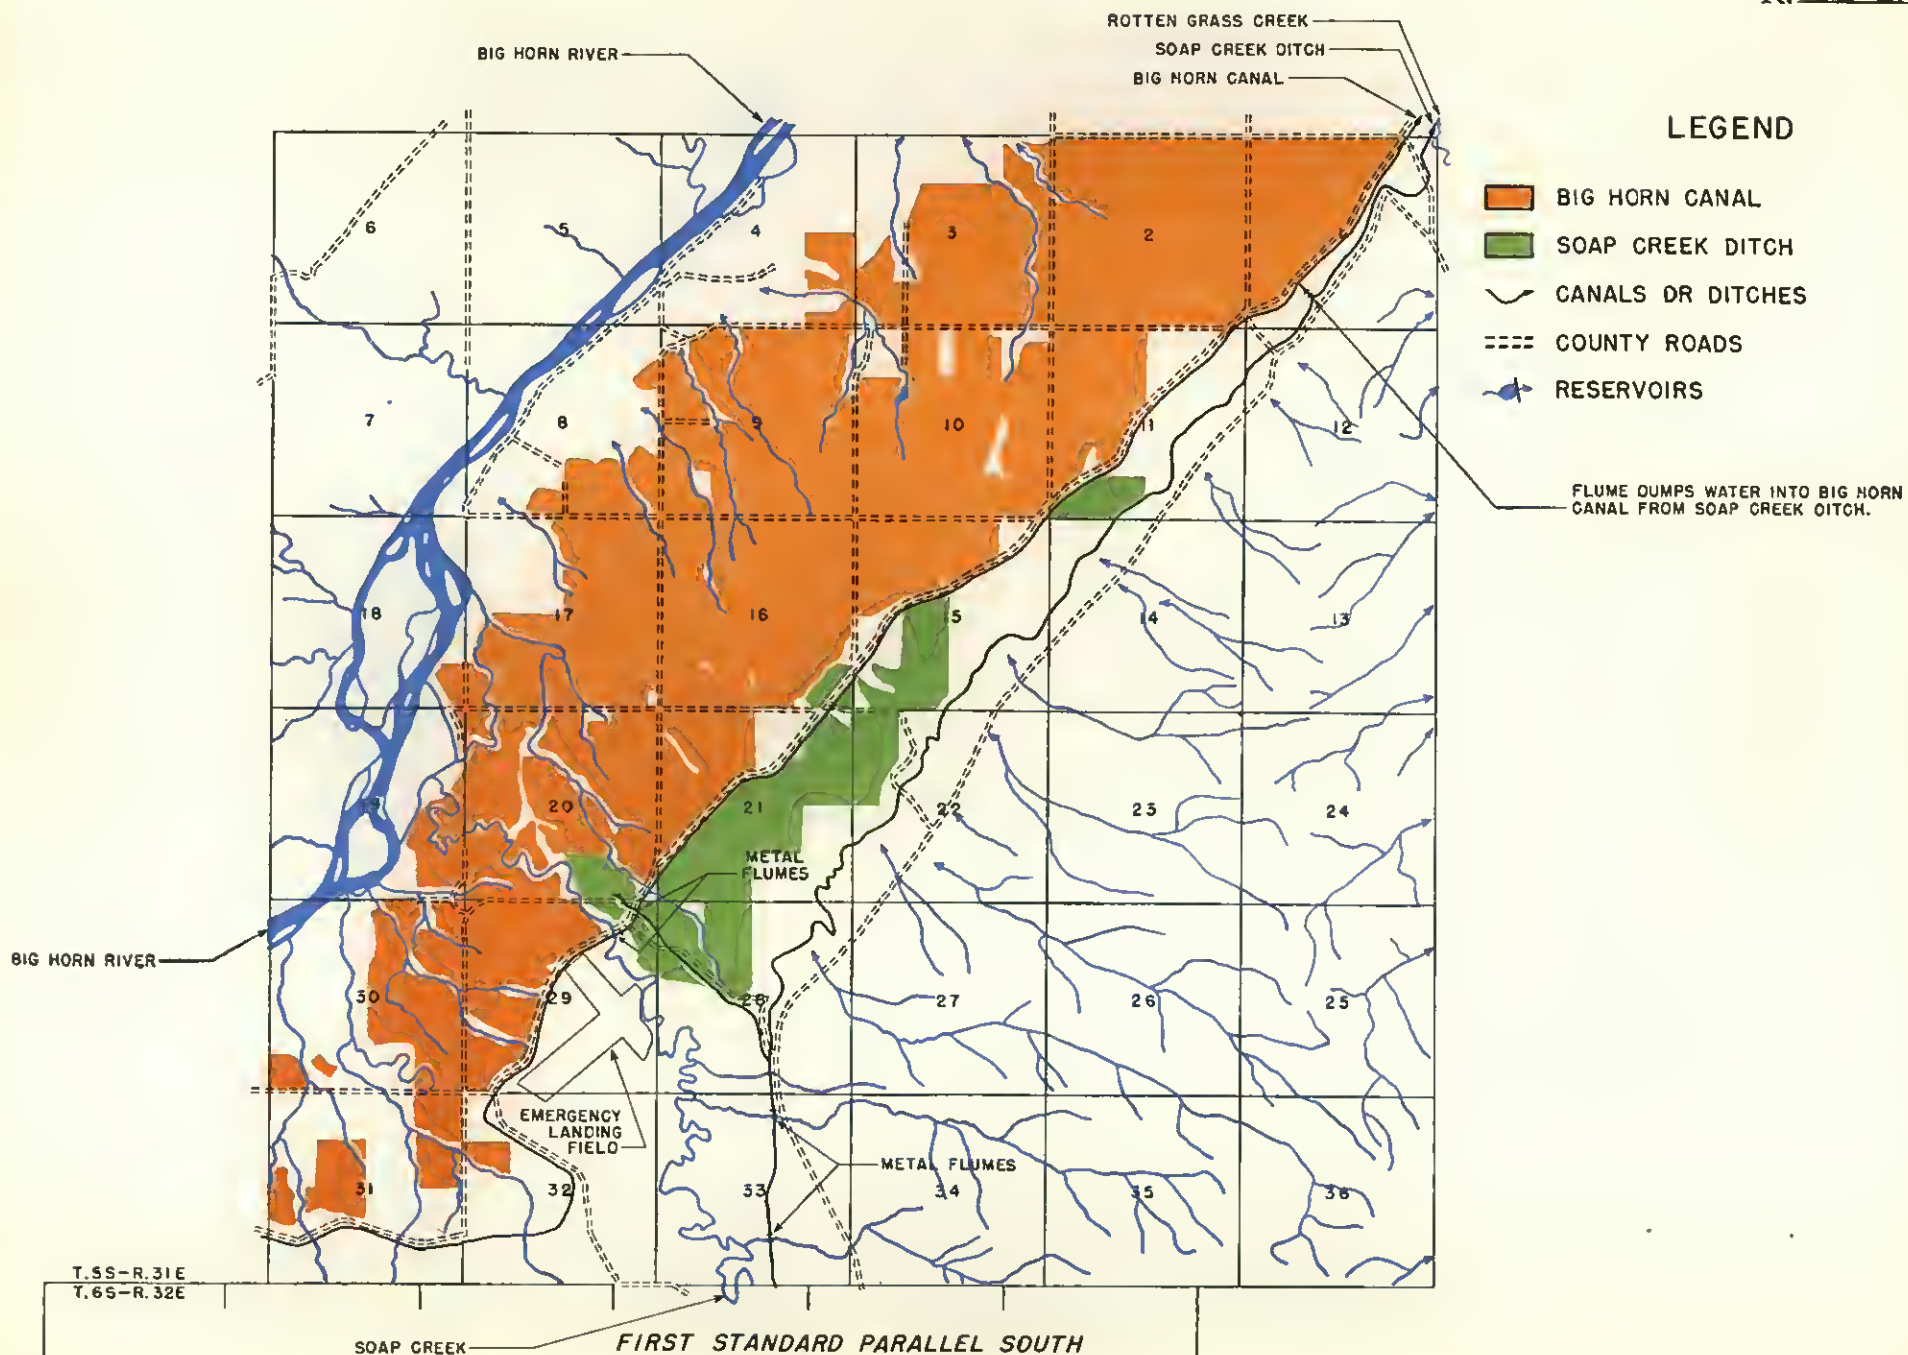 ROTTEN GRASS CREEK
SOAP CREEK DITCH
BIG HORN CANAL
BIG HORN RIVER
LEGEND
BIG HORN CANAL
SOAP CREEK DITCH
CANALS OR DITCHES
COUNTY ROADS
RESERVOIRS
6
5
4
3
2
7
8
9
10
11
12
FLUME DUMPS WATER INTO BIG HORN
CANAL FROM SOAP CREEK DITCH.
18
17
16
15
14
13
19
20
21
22
23
24
METAL
FLUMES
BIG HORN RIVER
30
29
28
27
26
25
EMERGENCY
LANDING
FIELD
METAL FLUMES
31
32
33
34
35
36
T.5S-R.31E
T.6S-R.32E
SOAP CREEK
FIRST STANDARD PARALLEL SOUTH